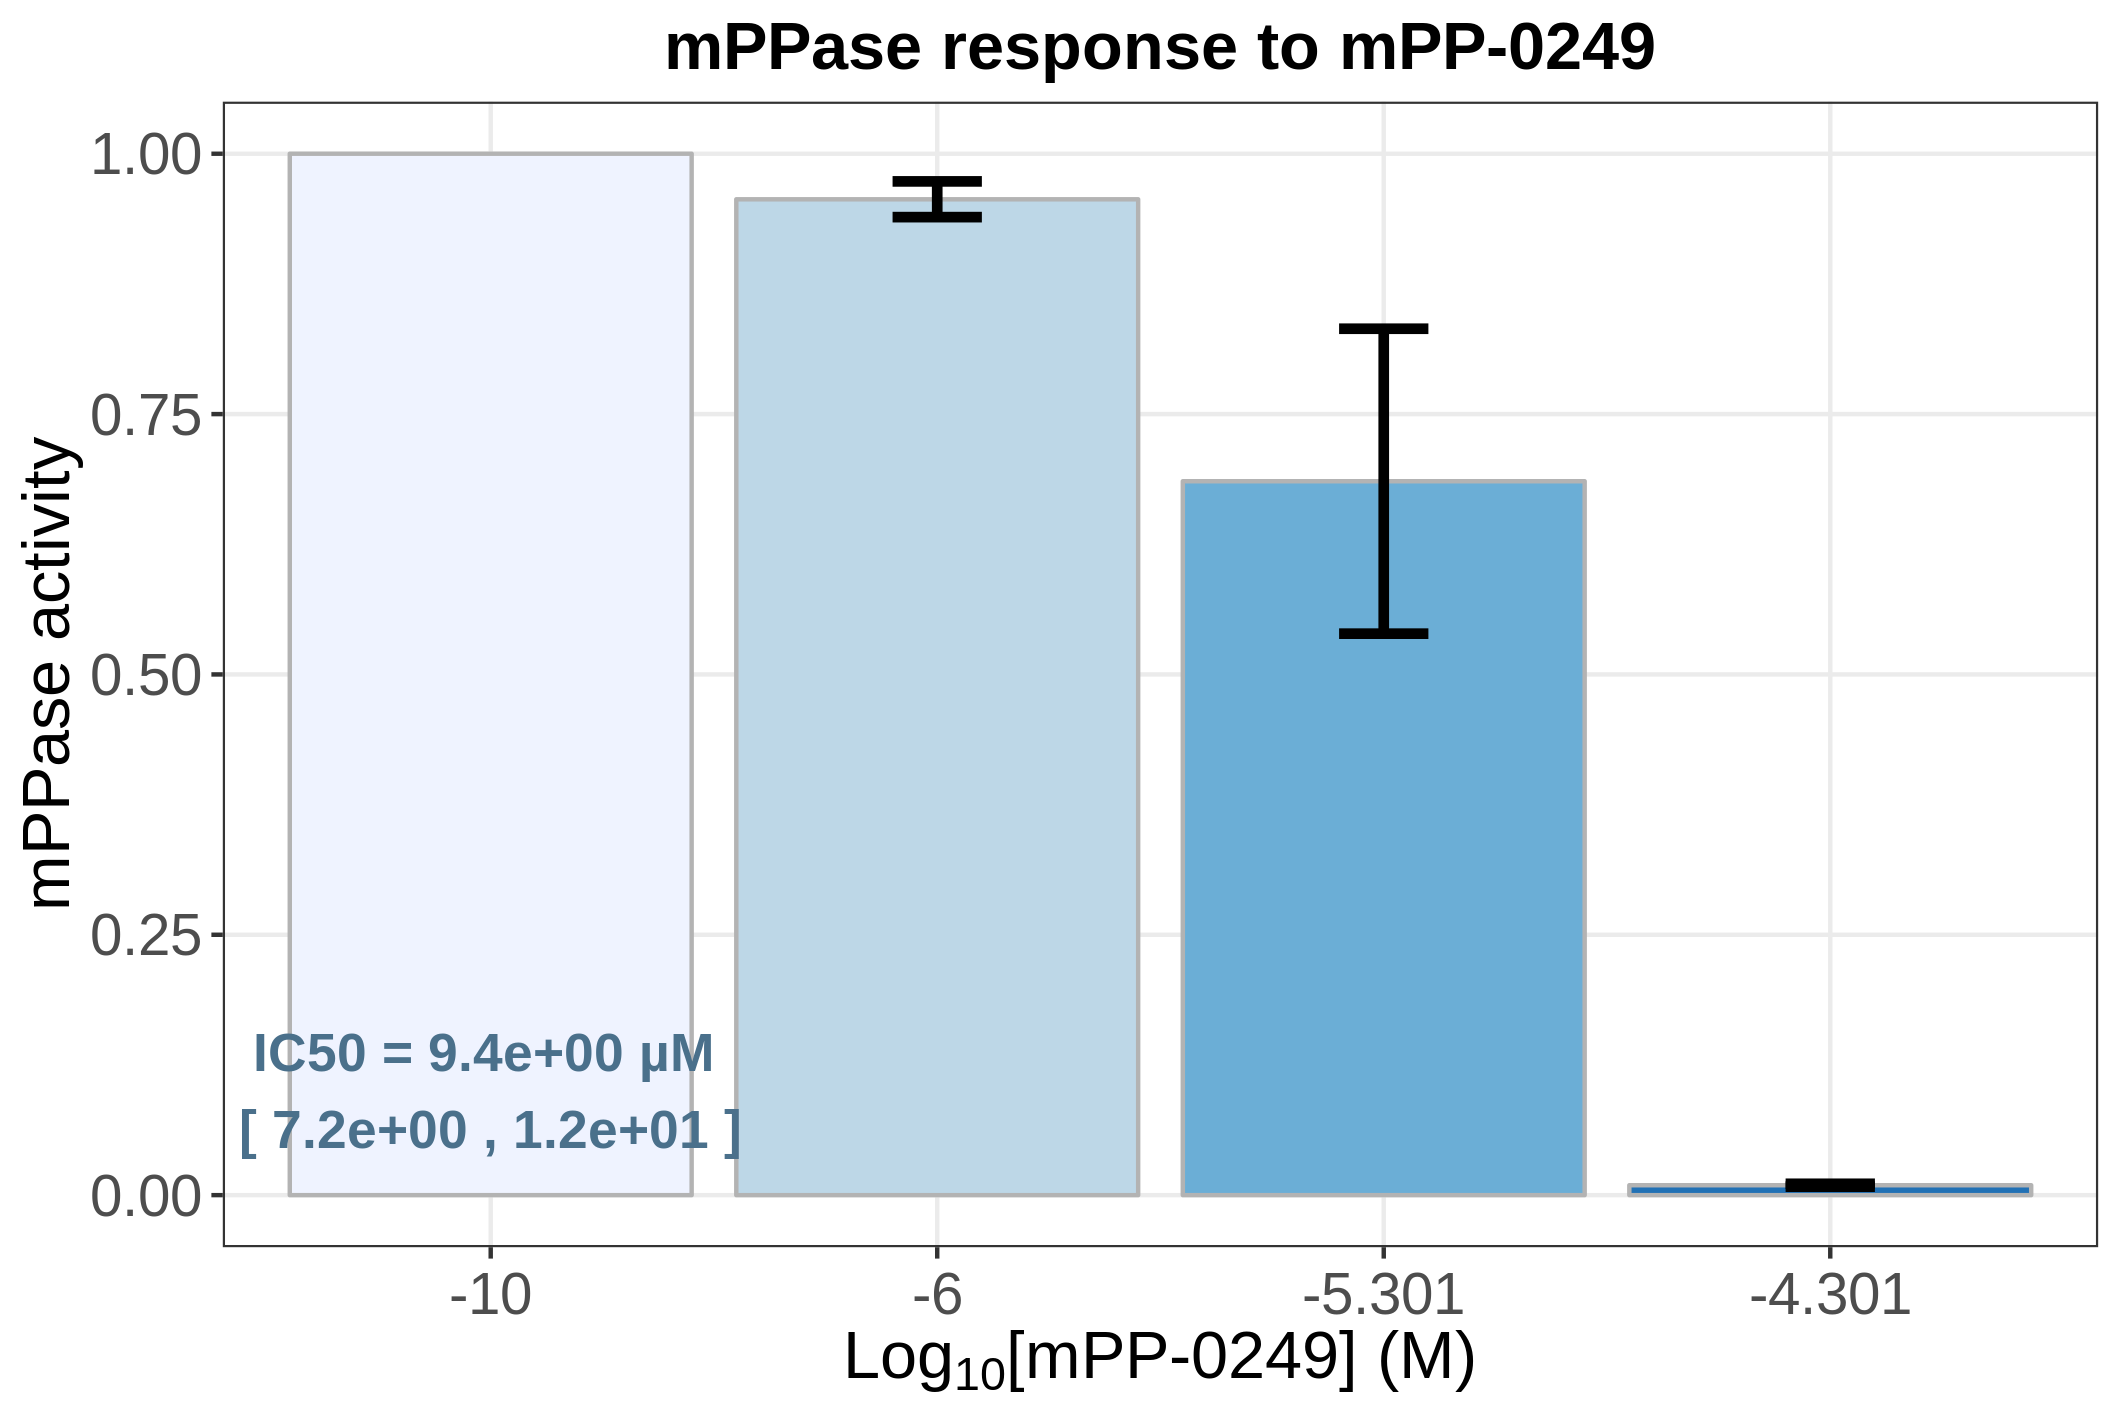 mPPase response to mPP-0249
mPPase activity
1.00
0.75
0.50
0.25
0.00
IC50 = 9.4e+00 µM
[ 7.2e+00 , 1.2e+01 ]
-10
-6
-5.301
-4.301
Log10[mPP-0249] (M)